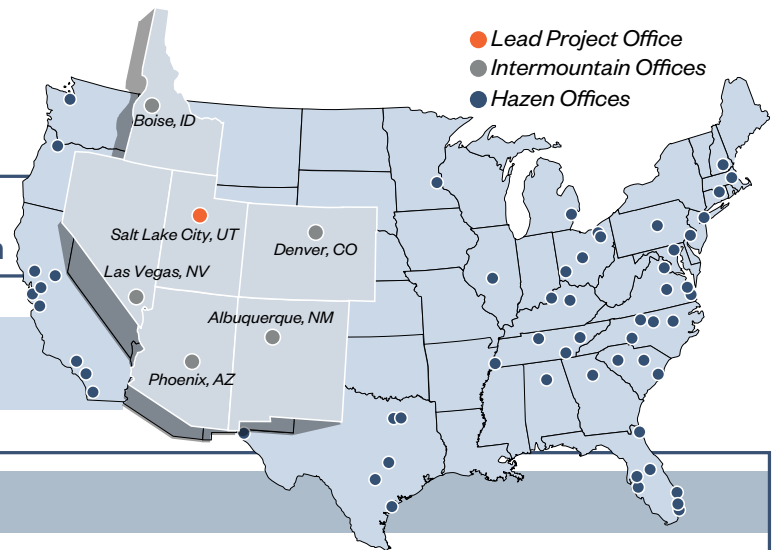 Lead Project Office
Intermountain Offices
Hazen Offices
Boise, ID
Salt Lake City, UT
Denver, CO
Las Vegas, NV
Albuquerque, NM
Phoenix, AZ